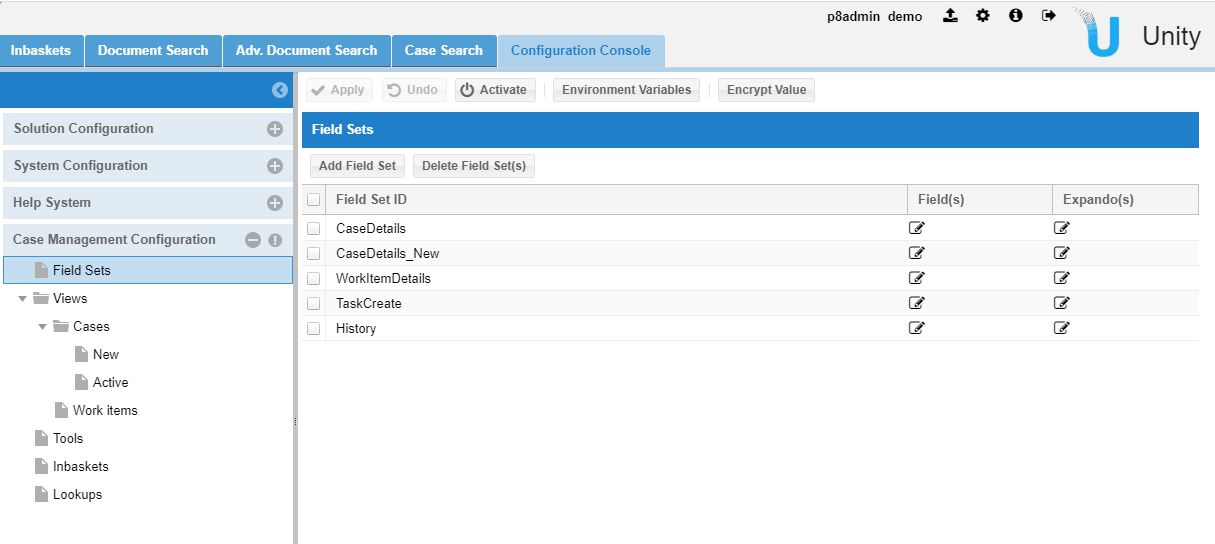 p8admin demo
Unity
Inbaskets Document Search Adv. Document Search Case Search Configuration Console
Apply Undo Activate Environment Variables Encrypt Value
Solution Configuration
System Configuration
Help System
Case Management Configuration
Field Sets
Views
Cases
New
Active
Work items
Tools
Inbaskets
Lookups
Field Sets
Add Field Set Delete Field Set(s)
Field Set ID Field(s) Expando(s)
CaseDetails
CaseDetails_New
WorkItemDetails
TaskCreate
History